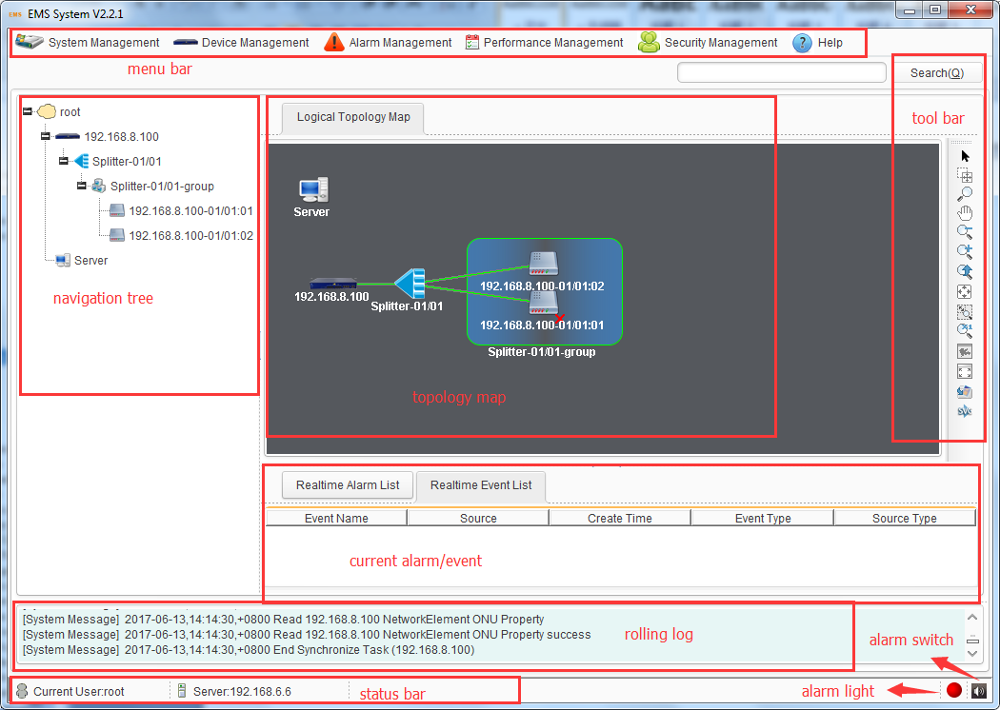 EMS EMS System V2.2.1
System Management Device Management Alarm Management Performance Management Security Management Help
menu bar
Search(Q)
tool bar
root
192.168.8.100
Splitter-01/01
Splitter-01/01-group
192.168.8.100-01/01:01
192.168.8.100-01/01:02
Server
navigation tree
Logical Topology Map
Server
192.168.8.100
Splitter-01/01
192.168.8.100-01/01:02
192.168.8.100-01/01:01
Splitter-01/01-group
topology map
Realtime Alarm List Realtime Event List
Event Name Source Create Time Event Type Source Type
current alarm/event
[System Message] 2017-06-13,14:14:30,+0800 Read 192.168.8.100 NetworkElement ONU Property
[System Message] 2017-06-13,14:14:30,+0800 Read 192.168.8.100 NetworkElement ONU Property success
[System Message] 2017-06-13,14:14:30,+0800 End Synchronize Task (192.168.8.100)
rolling log
alarm switch
Current User:root Server:192.168.6.6
status bar
alarm light